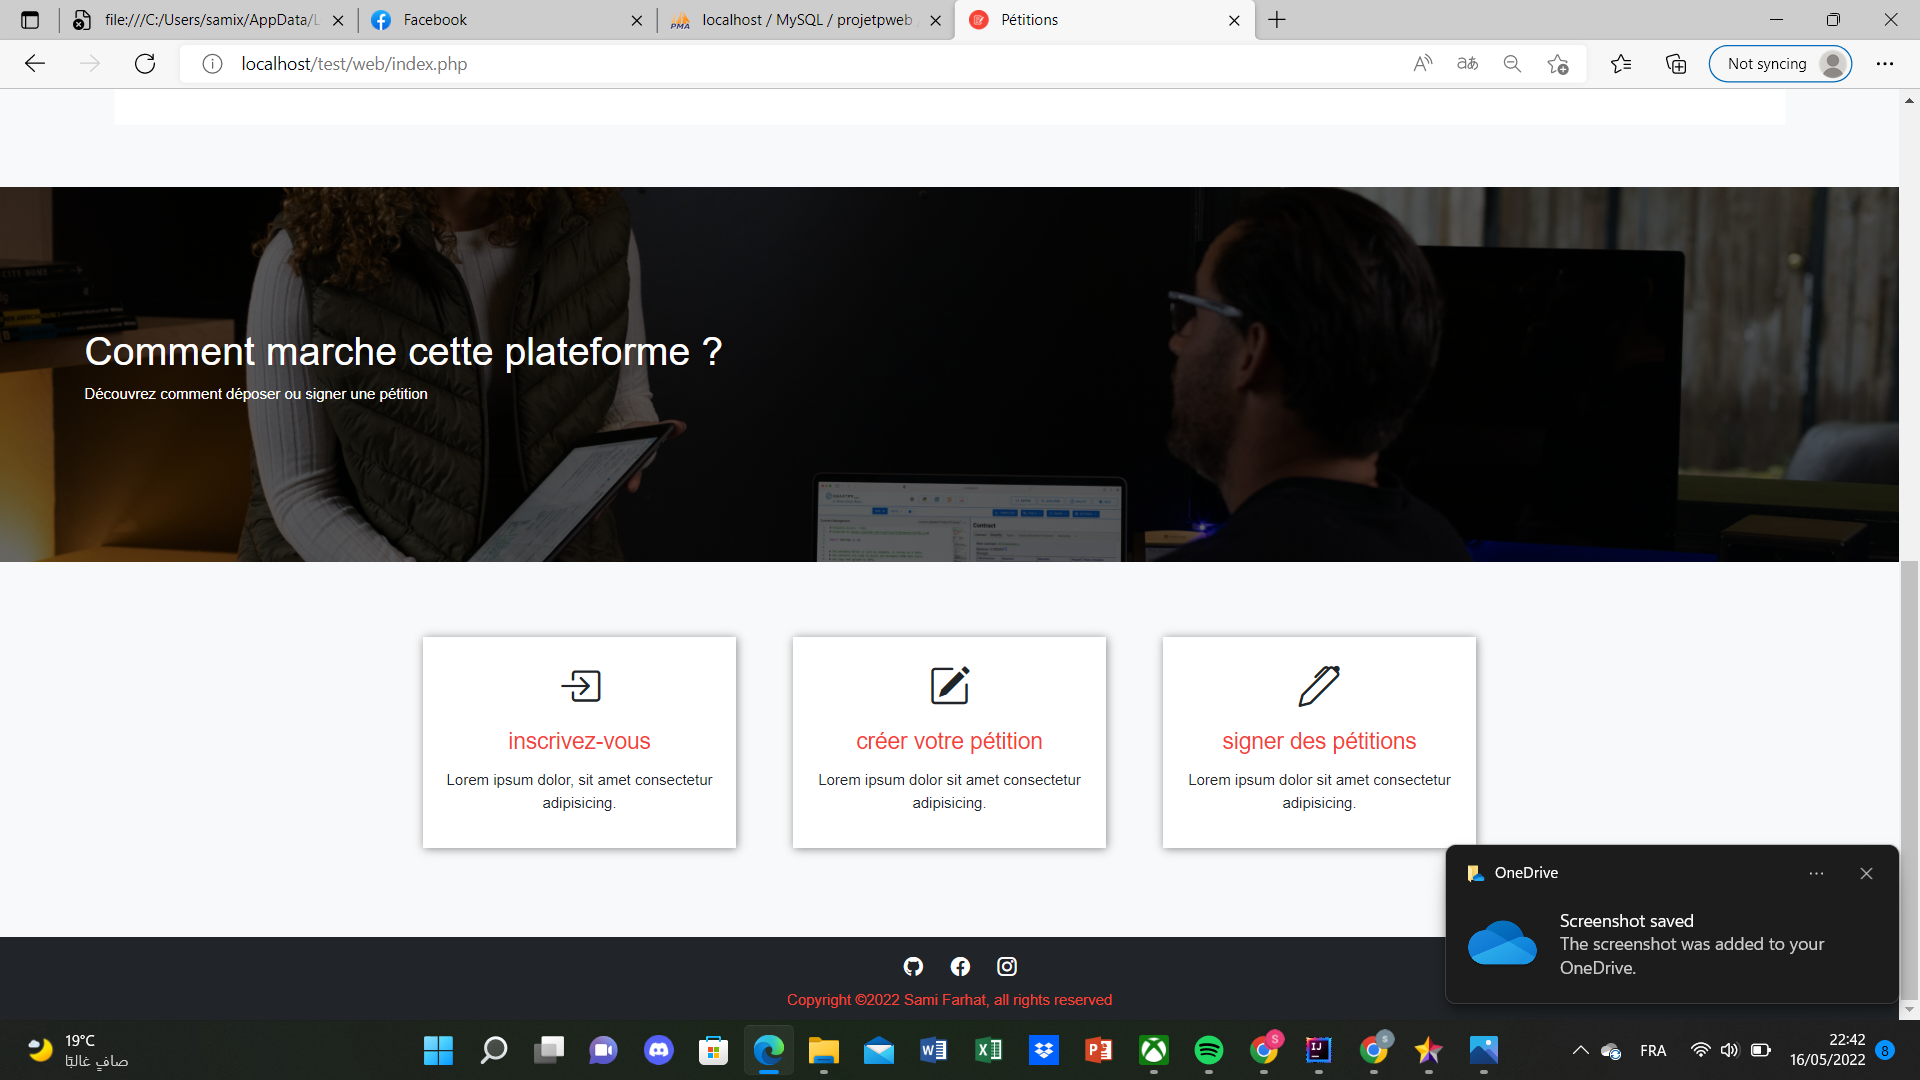 file:///C:/Users/samix/AppData/L
Facebook
localhost / MySQL / projetpweb
Pétitions
localhost/test/web/index.php
Not syncing
Comment marche cette plateforme ?
Découvrez comment déposer ou signer une pétition
Contract
inscrivez-vous
Lorem ipsum dolor, sit amet consectetur
adipisicing.
créer votre pétition
Lorem ipsum dolor sit amet consectetur
adipisicing.
signer des pétitions
Lorem ipsum dolor sit amet consectetur
adipisicing.
OneDrive
Screenshot saved
The screenshot was added to your
OneDrive.
Copyright ©2022 Sami Farhat, all rights reserved
19°C
صافٍ غالبًا
FRA
22:42
16/05/2022
8